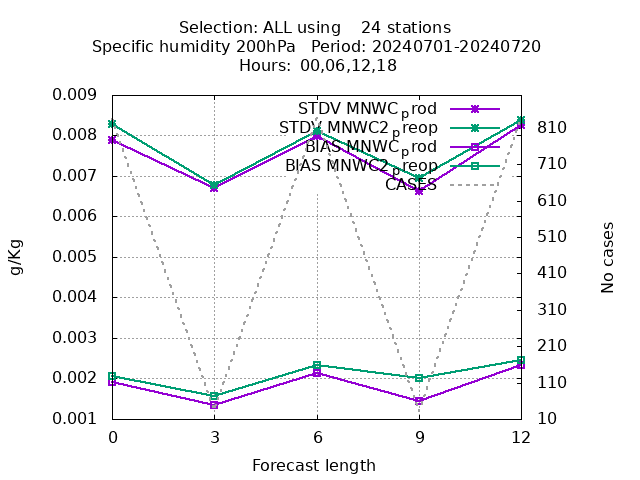 Selection: ALL using    24 stations
Specific humidity 200hPa   Period: 20240701-20240720
Hours:  00,06,12,18
STDV MNWC_prod
STDV MNWC2_preop
BIAS MNWC_prod
BIAS MNWC2_preop
CASES
0.009
0.008
0.007
0.006
0.005
0.004
0.003
0.002
0.001
g/Kg
810
710
610
510
410
310
210
110
10
No cases
0 3 6 9 12
Forecast length